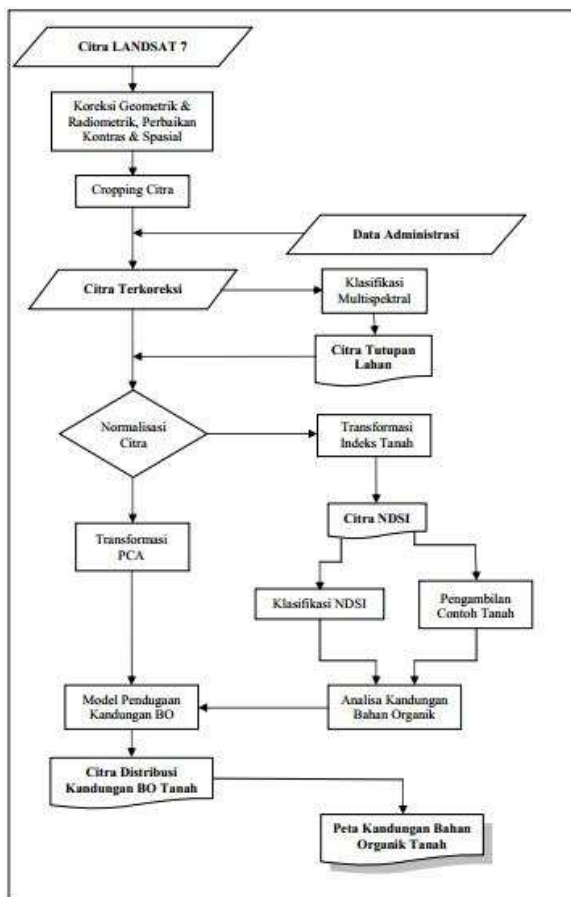 Citra LANDSAT 7
Koreksi Geometrik &
Radiometrik, Perbaikan
Kontras & Spasial
Cropping Citra
Data Administrasi
Citra Terkoreksi
Klasifikasi
Multispektral
Citra Tutupan
Lahan
Normalisasi
Citra
Transformasi
Indeks Tanah
Citra NDSI
Transformasi
PCA
Klasifikasi NDSI
Pengambilan
Contoh Tanah
Model Pendugaan
Kandungan BO
Analisa Kandungan
Bahan Organik
Citra Distribusi
Kandungan BO Tanah
Peta Kandungan Bahan
Organik Tanah